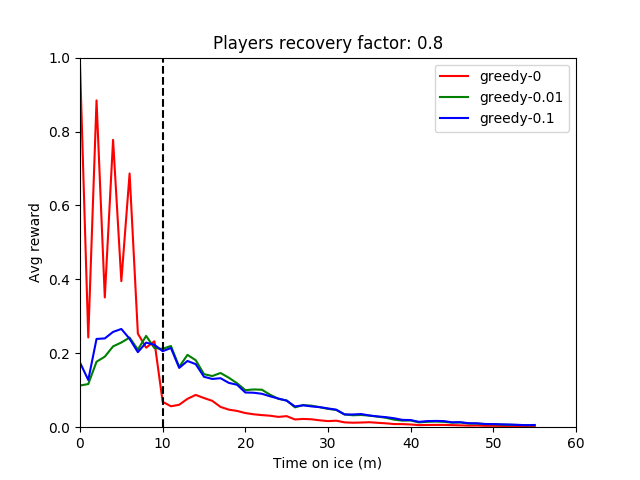 Players recovery factor: 0.8
greedy-0
greedy-0.01
greedy-0.1
Avg reward
1.0
0.8
0.6
0.4
0.2
0.0
0 10 20 30 40 50 60
Time on ice (m)